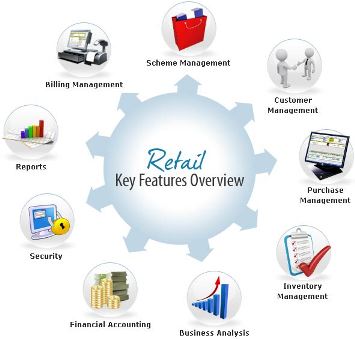 Scheme Management
Billing Management
Customer
Management
Retail
Key Features Overview
Reports
Purchase
Management
Security
Inventory
Management
Financial Accounting
Business Analysis